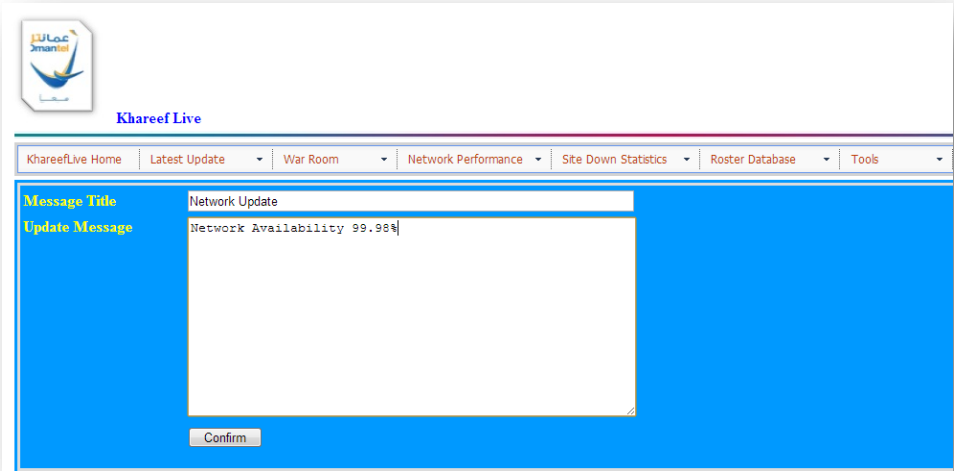 عمانتل
Omantel
معا
Khareef Live
KhareefLive Home Latest Update War Room Network Performance Site Down Statistics Roster Database Tools
Message Title Network Update
Update Message Network Availability 99.98%
Confirm